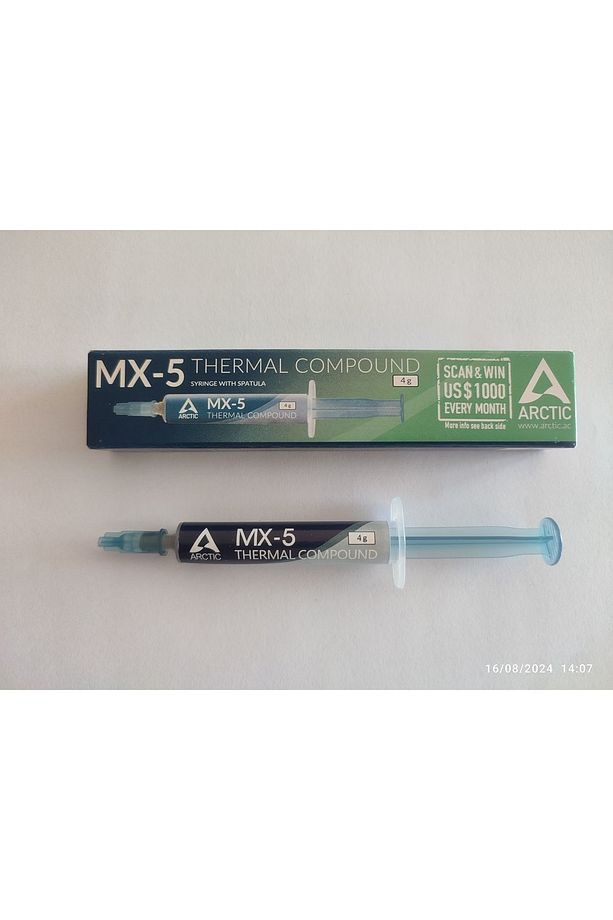 MX-5 THERMAL COMPOUND
SYRINGE WITH SPATULA
4g
ARCTIC
MX-5
4g
THERMAL COMPOUND
SCAN & WIN
US$1000
EVERY MONTH
More info see back side
ARCTIC
www.arctic.ac
ARCTIC
MX-5
4g
THERMAL COMPOUND
16/08/2024 14:07